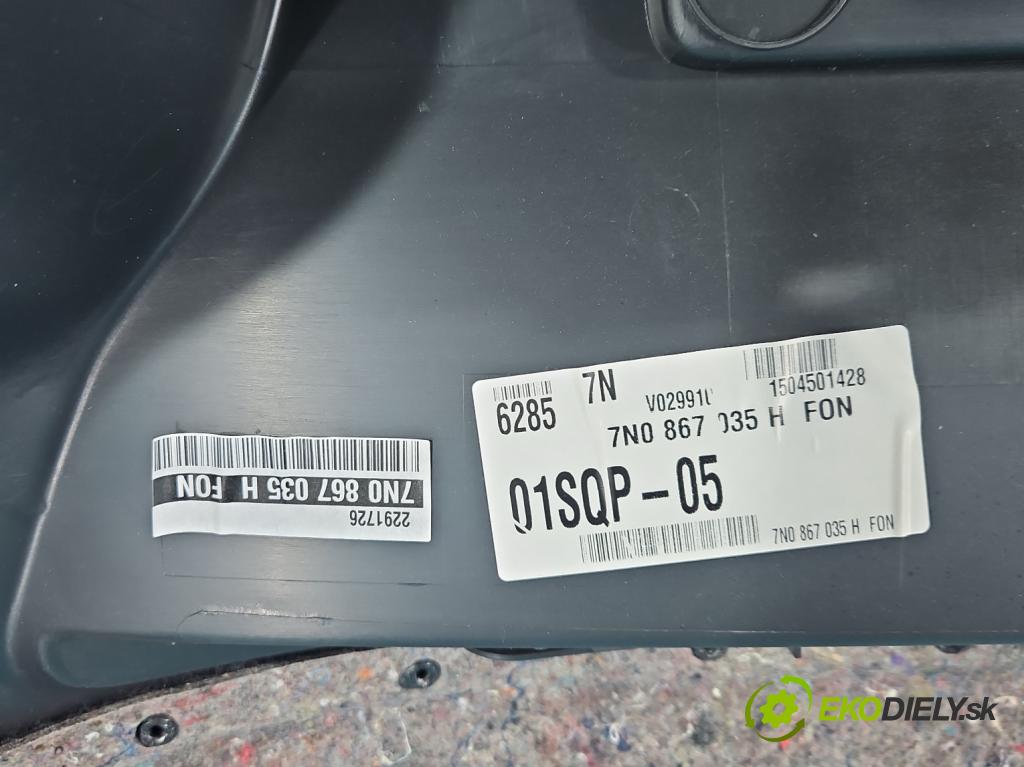 6285
7N
1504501428
7N0 867 035 H FON
01SQP-05
7N0 867 035 H FON
7N0 867 035 H FON
2291726
EKODIELY.sk